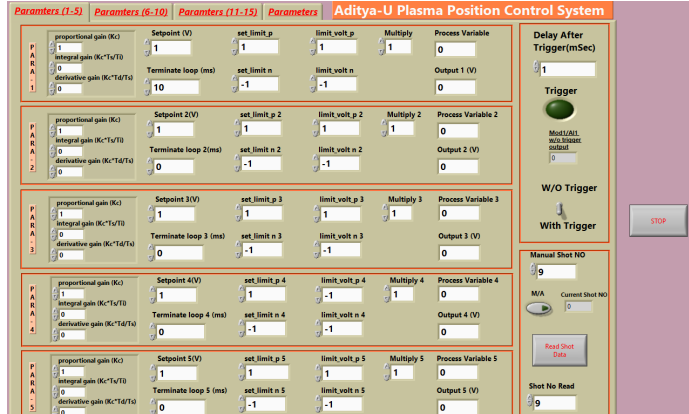 Paramters (1-5) Paramters (6-10) Paramters (11-15) Parameters Aditya-U Plasma Position Control System
PARA-1
proportional gain (Kc)
1
integral gain (Kc*Ts/Ti)
0
derivative gain (Kc*Td/Ts)
0
Setpoint (V)
1
set_limit_p
1
limit_volt_p
1
Multiply
1
Process Variable
0
Terminate loop (ms)
10
set_limit n
-1
limit_volt n
-1
Output 1 (V)
0
PARA-2
proportional gain (Kc)
1
integral gain (Kc*Ts/Ti)
0
derivative gain (Kc*Td/Ts)
0
Setpoint 2(V)
1
set_limit_p 2
1
limit_volt_p 2
1
Multiply 2
1
Process Variable 2
0
Terminate loop 2(ms)
0
set_limit n 2
-1
limit_volt n 2
-1
Output 2 (V)
0
PARA-3
proportional gain (Kc)
1
integral gain (Kc*Ts/Ti)
0
derivative gain (Kc*Td/Ts)
0
Setpoint 3(V)
1
set_limit_p 3
1
limit_volt_p 3
1
Multiply 3
1
Process Variable 3
0
Terminate loop 3 (ms)
0
set_limit n 3
-1
limit_volt n 3
-1
Output 3 (V)
0
PARA-4
proportional gain (Kc)
1
integral gain (Kc*Ts/Ti)
0
derivative gain (Kc*Td/Ts)
0
Setpoint 4(V)
1
set_limit_p 4
1
limit_volt_p 4
1
Multiply 4
1
Process Variable 4
0
Terminate loop 4 (ms)
0
set_limit n 4
-1
limit_volt n 4
-1
Output 4 (V)
0
PARA-5
proportional gain (Kc)
1
integral gain (Kc*Ts/Ti)
0
derivative gain (Kc*Td/Ts)
0
Setpoint 5(V)
1
set_limit_p 5
1
limit_volt_p 5
1
Multiply 5
1
Process Variable 5
0
Terminate loop 5 (ms)
0
set_limit n 5
-1
limit_volt n 5
-1
Output 5 (V)
0
Delay After
Trigger(mSec)
1
Trigger
Mod1/AI1
w/o trigger
output
0
W/O Trigger
With Trigger
Manual Shot NO
9
M/A
Current Shot NO
0
Read Shot
Data
Shot No Read
9
STOP